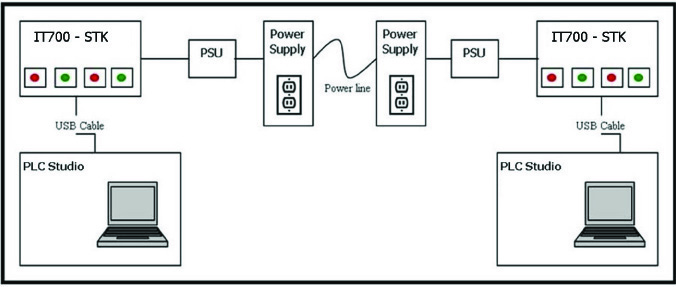 IT700 - STK
PSU
Power
Supply
Power line
Power
Supply
PSU
IT700 - STK
USB Cable
USB Cable
PLC Studio
PLC Studio